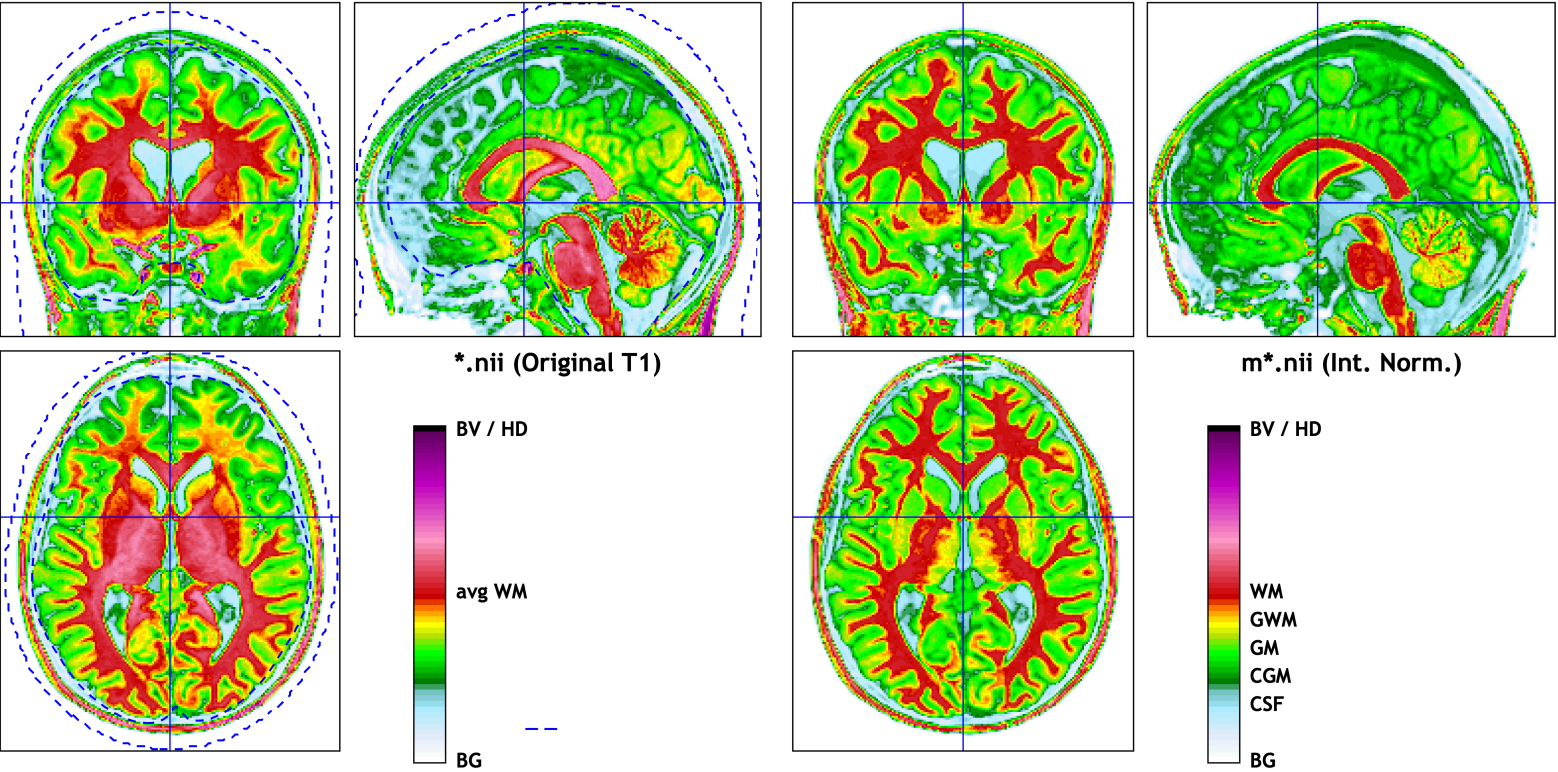 *.nii (Original T1)
BV / HD
avg WM
BG
m*.nii (Int. Norm.)
BV / HD
WM
GWM
GM
CGM
CSF
BG